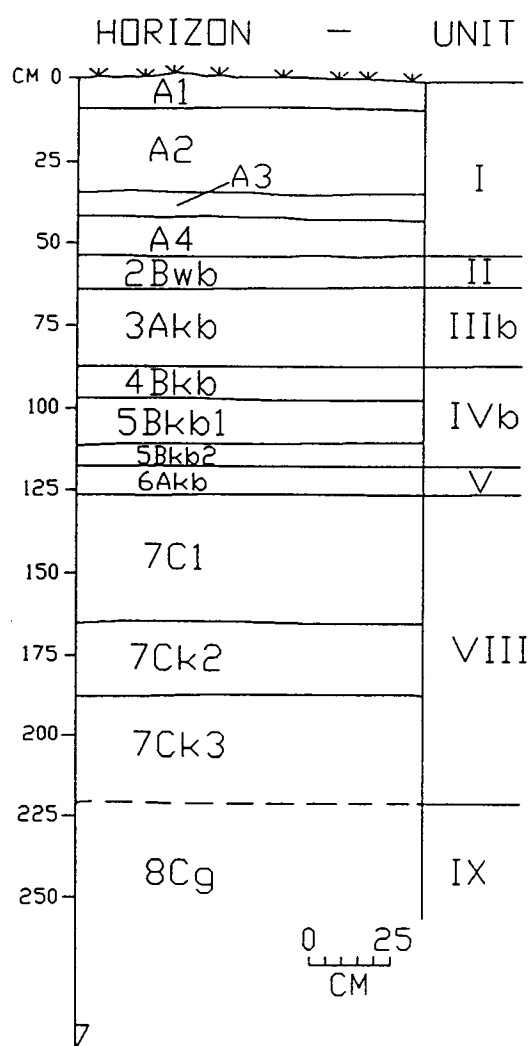 HORIZON - UNIT
CM 0
A1
A2
25
A3
I
A4
50
2Bwb
II
75
3Akb
IIIb
4Bkb
100
5Bkb1
IVb
5Bkb2
6Akb
V
125
7C1
150
7Ck2
175
VIII
7Ck3
200
225
8Cg
IX
250
0 25
CM